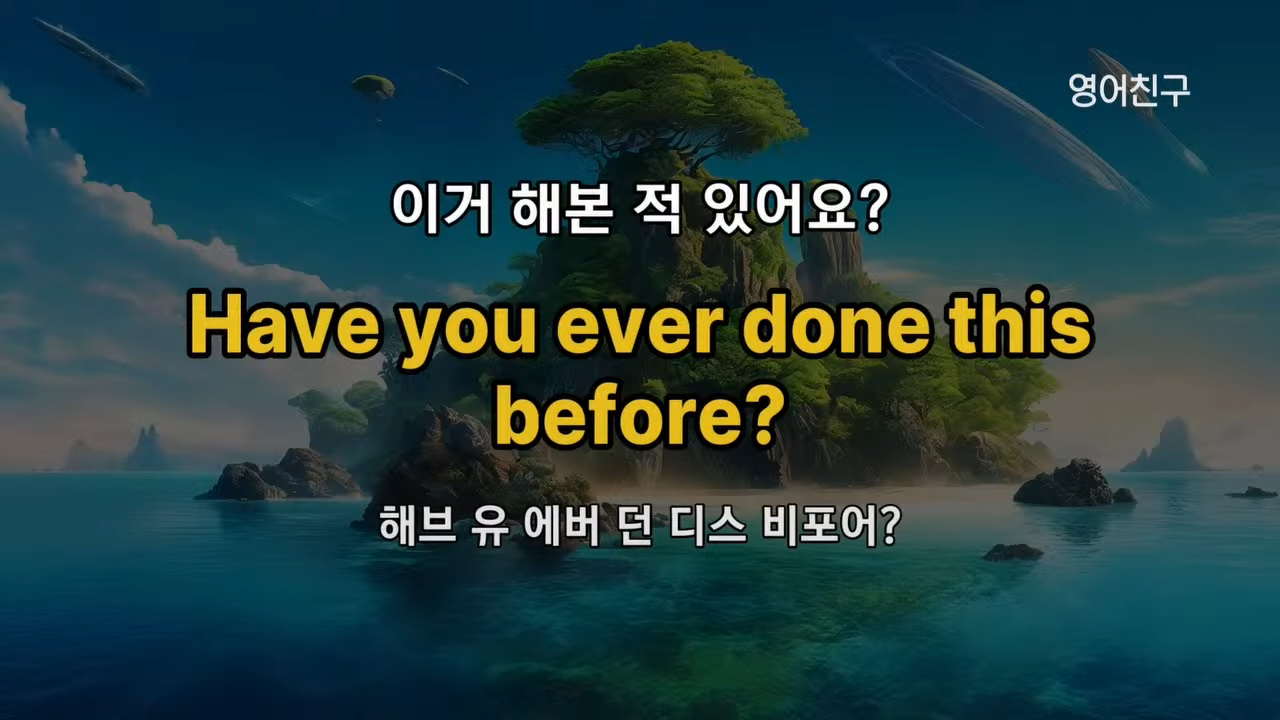 영어친구
이거 해본 적 있어요?
Have you ever done this
before?
해브 유 에버 던 디스 비포어?